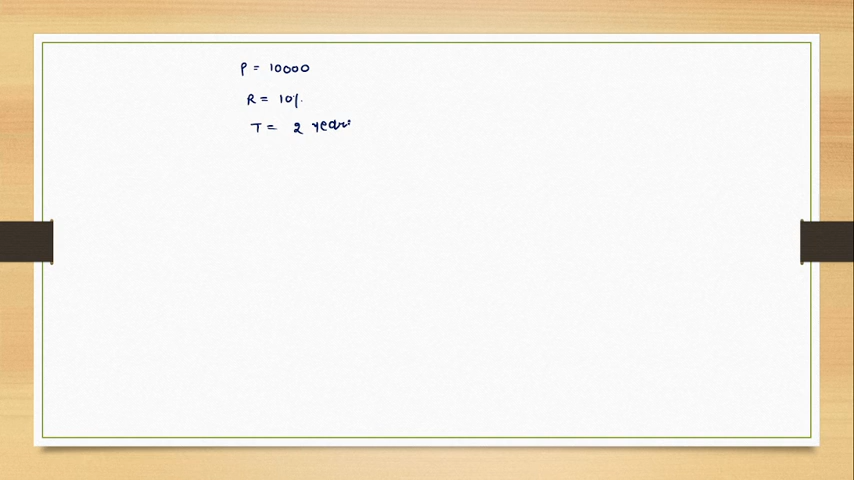 P = 10000
R = 10%.
T = 2 years